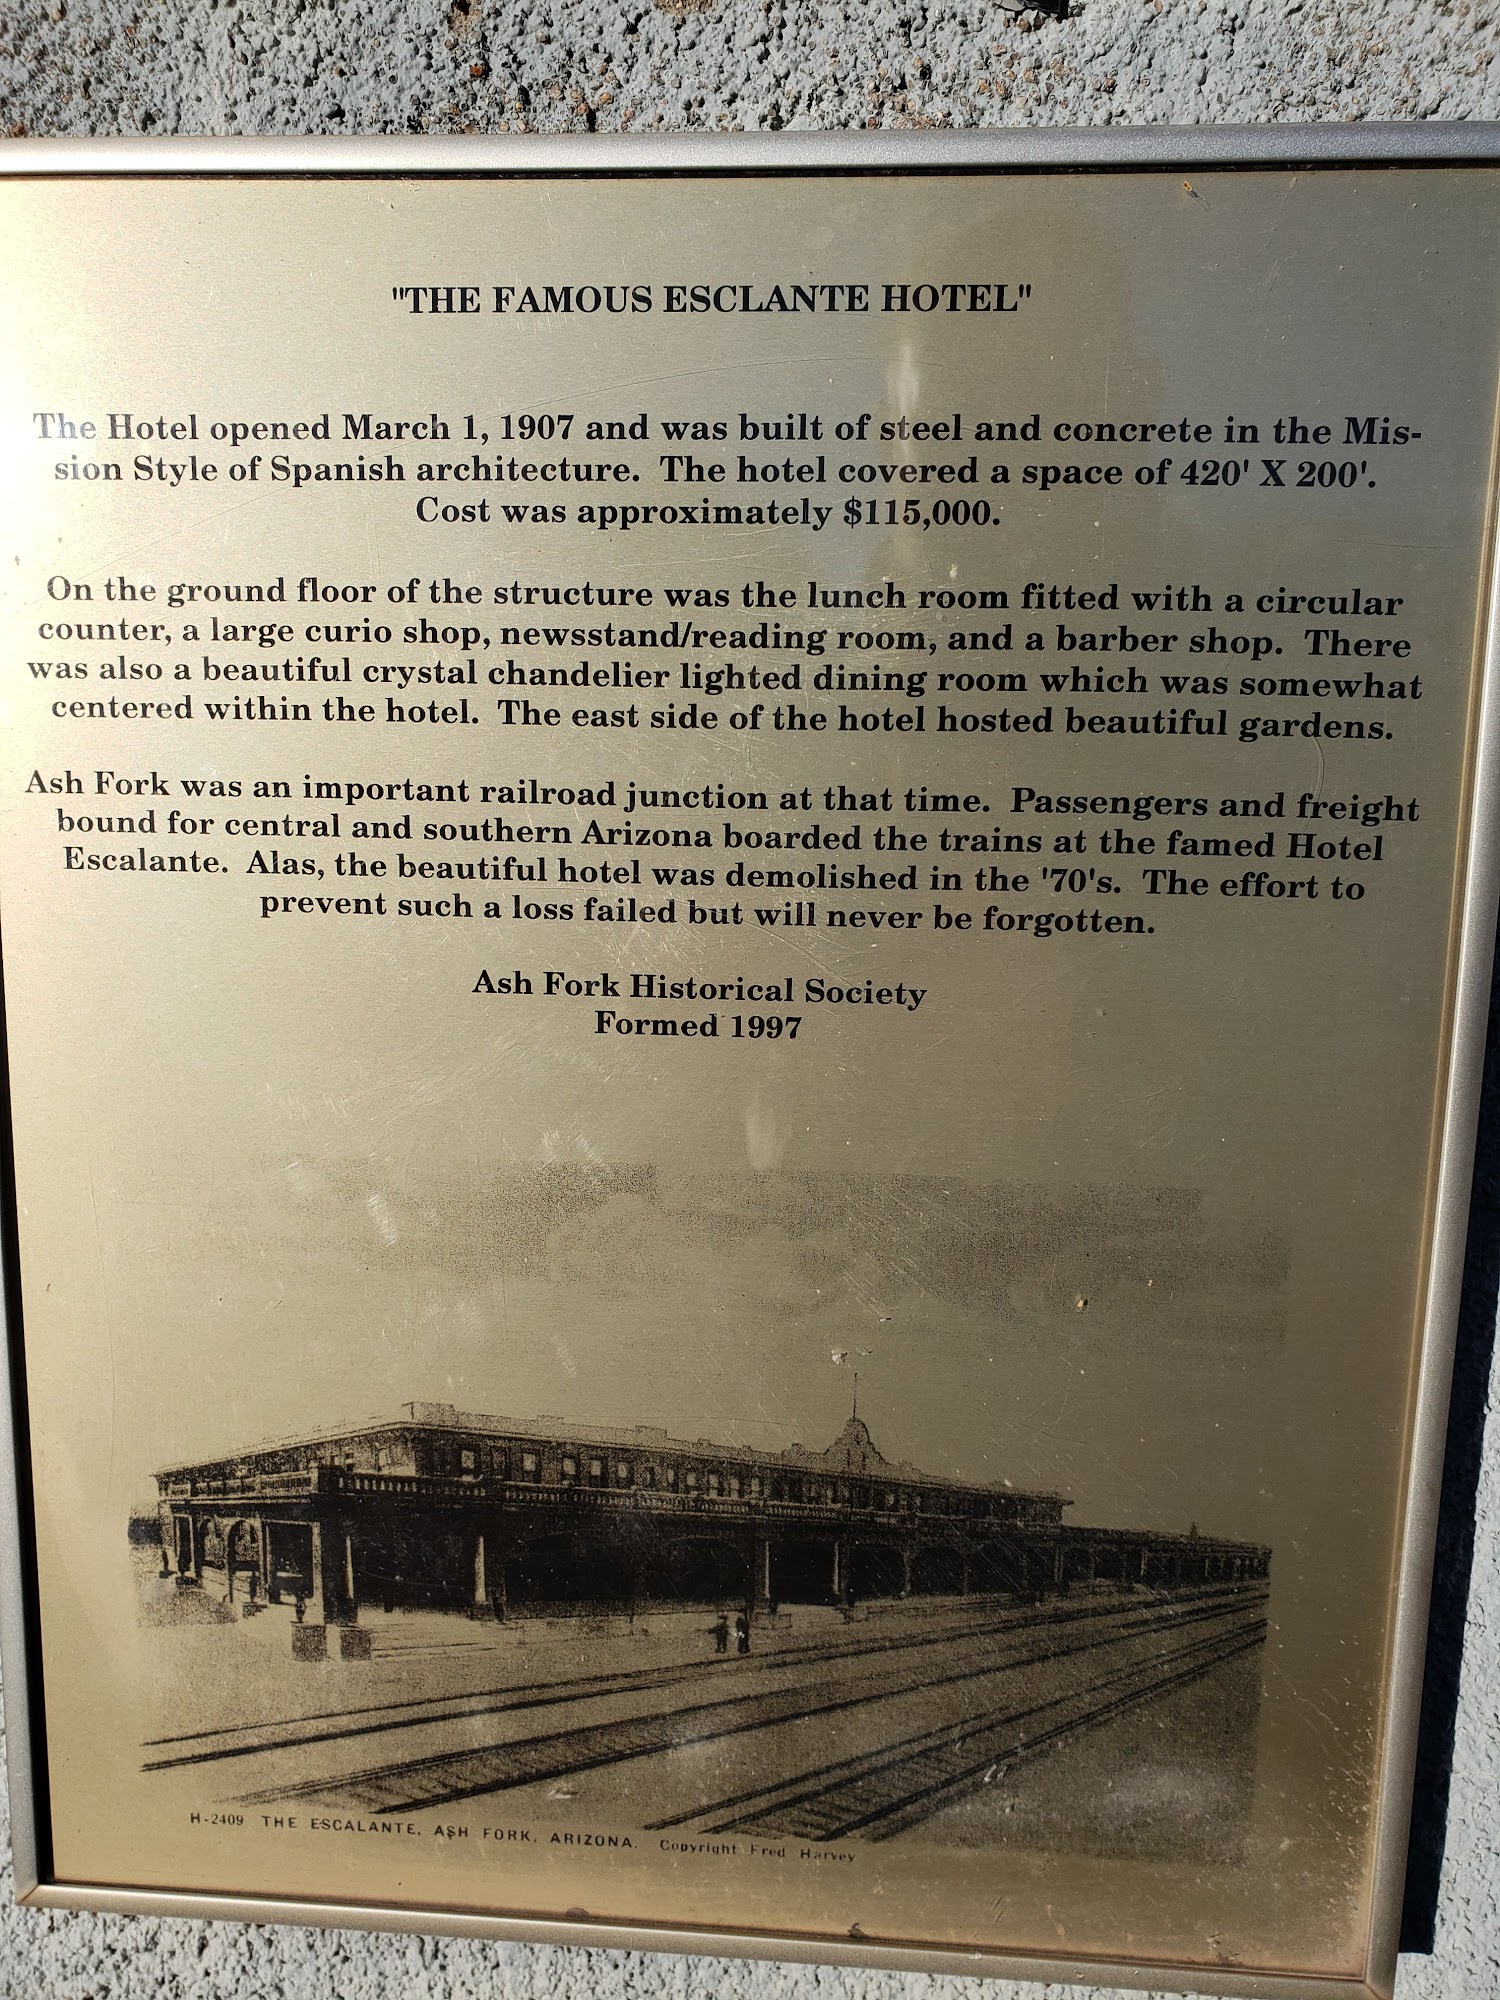 "THE FAMOUS ESCLANTE HOTEL"
The Hotel opened March 1, 1907 and was built of steel and concrete in the Mis-
sion Style of Spanish architecture. The hotel covered a space of 420' X 200'.
Cost was approximately $115,000.
On the ground floor of the structure was the lunch room fitted with a circular
counter, a large curio shop, newsstand/reading room, and a barber shop. There
was also a beautiful crystal chandelier lighted dining room which was somewhat
centered within the hotel. The east side of the hotel hosted beautiful gardens.
Ash Fork was an important railroad junction at that time. Passengers and freight
bound for central and southern Arizona boarded the trains at the famed Hotel
Escalante. Alas, the beautiful hotel was demolished in the '70's. The effort to
prevent such a loss failed but will never be forgotten.
Ash Fork Historical Society
Formed 1997
H-2409 THE ESCALANTE, ASH FORK, ARIZONA. Copyright Fred Harvey